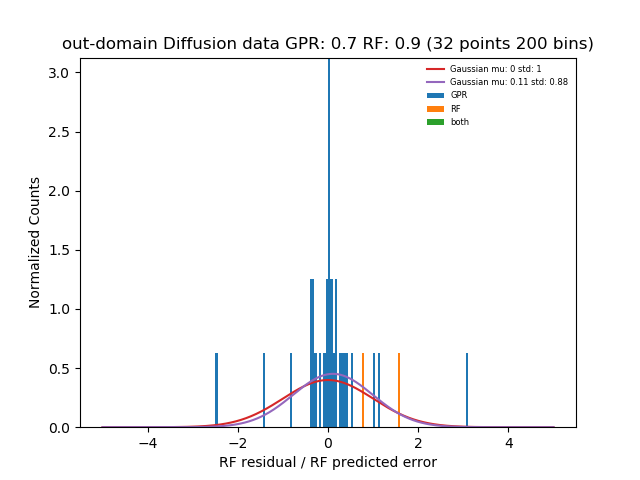 out-domain Diffusion data GPR: 0.7 RF: 0.9 (32 points 200 bins)
Gaussian mu: 0 std: 1
Gaussian mu: 0.11 std: 0.88
GPR
RF
both
Normalized Counts
3.0
2.5
2.0
1.5
1.0
0.5
0.0
−4 −2 0 2 4
RF residual / RF predicted error